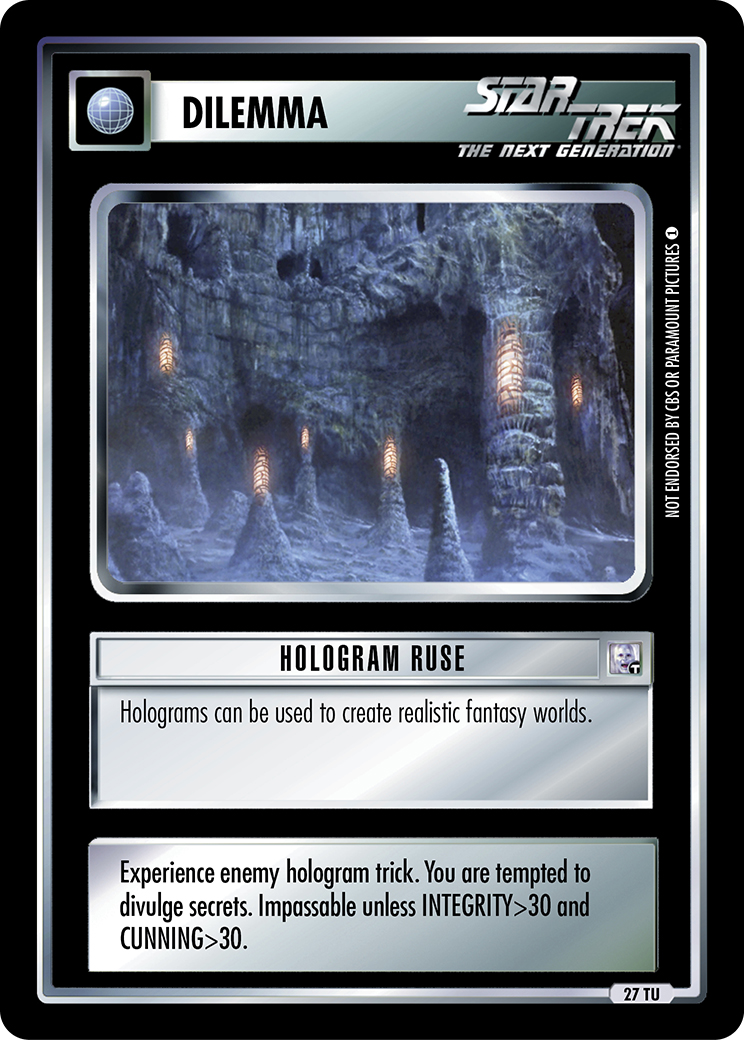 DILEMMA
STAR TREK
THE NEXT GENERATION
NOT ENDORSED BY CBS OR PARAMOUNT PICTURES 1
HOLOGRAM RUSE
T
Holograms can be used to create realistic fantasy worlds.
Experience enemy hologram trick. You are tempted to
divulge secrets. Impassable unless INTEGRITY>30 and
CUNNING>30.
27 TU